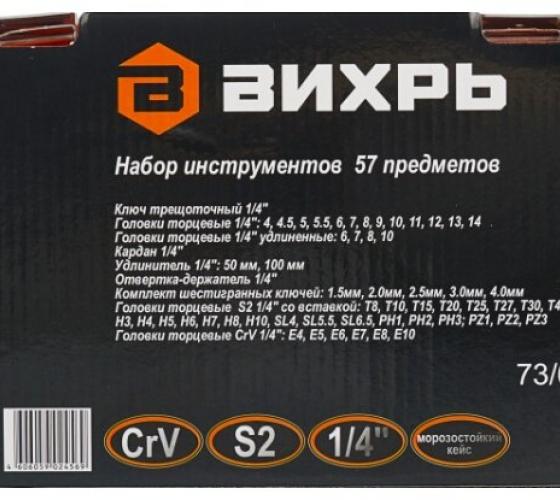 ВИХРЬ
Набор инструментов 57 предметов
Ключ трещоточный 1/4"
Головки торцевые 1/4": 4, 4.5, 5, 5.5, 6, 7, 8, 9, 10, 11, 12, 13, 14
Головки торцевые 1/4" удлиненные: 6, 7, 8, 10
Кардан 1/4"
Удлинитель 1/4": 50 мм, 100 мм
Отвертка-держатель 1/4"
Комплект шестигранных ключей: 1.5мм, 2.0мм, 2.5мм, 3.0мм, 4.0мм
Головки торцевые S2 1/4" со вставкой: T8, T10, T15, T20, T25, T27, T30,
H3, H4, H5, H6, H7, H8, H10, SL4, SL5.5, SL6.5, PH1, PH2, PH3; PZ1, PZ2, PZ3
Головки торцевые CrV 1/4": E4, E5, E6, E7, E8, E10
73/
CrV S2 1/4" морозостойкий
кейс
4 606059 024569